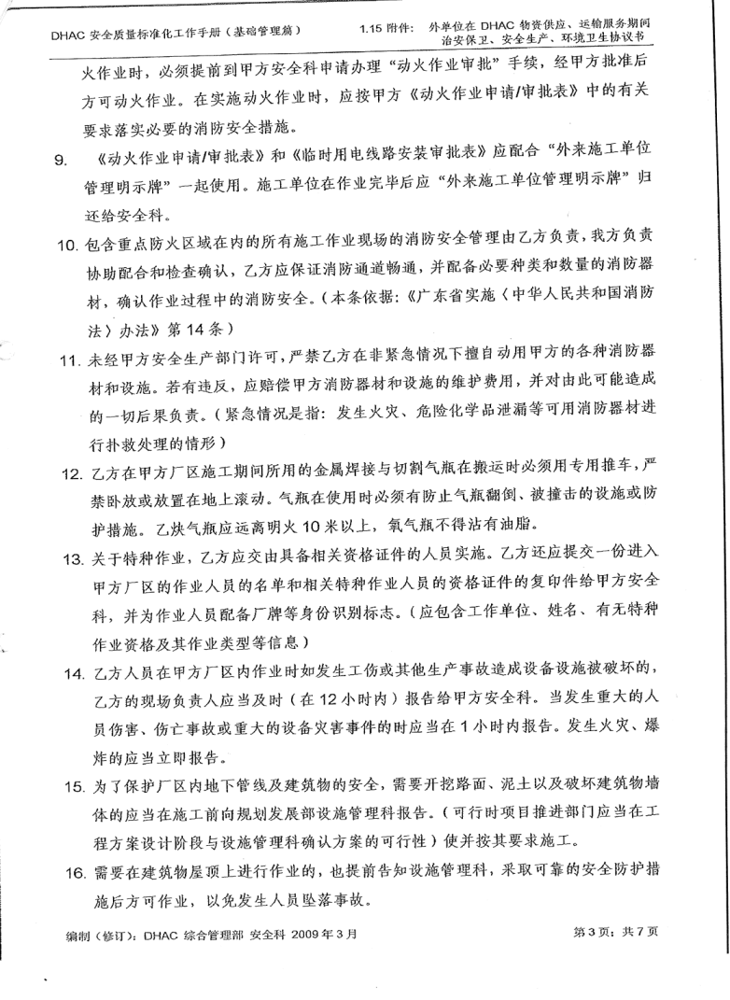 DHAC 安全质量标准化工作手册（基础管理篇） 1.15 附件： 外单位在 DHAC 物资供应、运输服务期间
治安保卫、安全生产、环境卫生协议书
火作业时，必须提前到甲方安全科申请办理“动火作业审批”手续，经甲方批准后
方可动火作业。在实施动火作业时，应按甲方《动火作业申请/审批表》中的有关
要求落实必要的消防安全措施。
9. 《动火作业申请/审批表》和《临时用电线路安装审批表》应配合“外来施工单位
管理明示牌”一起使用。施工单位在作业完毕后应“外来施工单位管理明示牌”归
还给安全科。
10. 包含重点防火区域在内的所有施工作业现场的消防安全管理由乙方负责，我方负责
协助配合和检查确认，乙方应保证消防通道畅通，并配备必要种类和数量的消防器
材，确认作业过程中的消防安全。（本条依据：《广东省实施〈中华人民共和国消防
法〉办法》第 14 条）
11. 未经甲方安全生产部门许可，严禁乙方在非紧急情况下擅自动用甲方的各种消防器
材和设施。若有违反，应赔偿甲方消防器材和设施的维护费用，并对由此可能造成
的一切后果负责。（紧急情况是指：发生火灾、危险化学品泄漏等可用消防器材进
行扑救处理的情形）
12. 乙方在甲方厂区施工期间所用的金属焊接与切割气瓶在搬运时必须用专用推车，严
禁卧放或放置在地上滚动。气瓶在使用时必须有防止气瓶翻倒、被撞击的设施或防
护措施。 乙炔气瓶应远离明火 10 米以上，氧气瓶不得沾有油脂。
13. 关于特种作业，乙方应交由具备相关资格证件的人员实施。乙方还应提交一份进入
甲方厂区的作业人员的名单和相关特种作业人员的资格证件的复印件给甲方安全
科，并为作业人员配备厂牌等身份识别标志。（应包含工作单位、姓名、有无特种
作业资格及其作业类型等信息）
14. 乙方人员在甲方厂区内作业时如发生工伤或其他生产事故造成设备设施被破坏的，
乙方的现场负责人应当及时（在 12 小时内）报告给甲方安全科。当发生重大的人
员伤害、伤亡事故或重大的设备灾害事件的时应当在 1 小时内报告。发生火灾、爆
炸的应当立即报告。
15. 为了保护厂区内地下管线及建筑物的安全，需要开挖路面、泥土以及破坏建筑物墙
体的应当在施工前向规划发展部设施管理科报告。（可行时项目推进部门应当在工
程方案设计阶段与设施管理科确认方案的可行性）使并按其要求施工。
16. 需要在建筑物屋顶上进行作业的，也提前告知设施管理科，采取可靠的安全防护措
施后方可作业，以免发生人员坠落事故。
编制（修订）：DHAC 综合管理部 安全科 2009 年 3 月 第 3 页；共 7 页